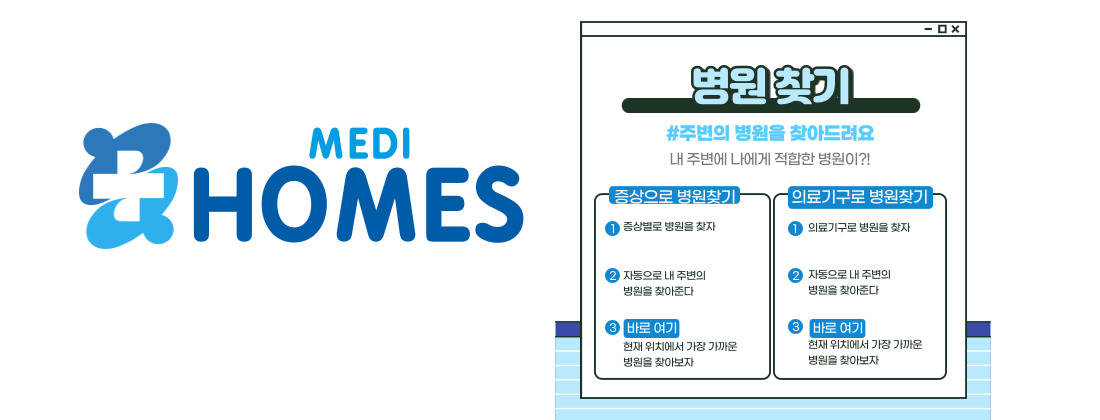 MEDI
HOMES
병원 찾기
#주변의 병원을 찾아드려요
내 주변에 나에게 적합한 병원이?!
증상으로 병원찾기
1 증상별로 병원을 찾자
2 자동으로 내 주변의
병원을 찾아준다
3 바로 여기
현재 위치에서 가장 가까운
병원을 찾아보자
의료기구로 병원찾기
1 의료기구로 병원을 찾자
2 자동으로 내 주변의
병원을 찾아준다
3 바로 여기
현재 위치에서 가장 가까운
병원을 찾아보자